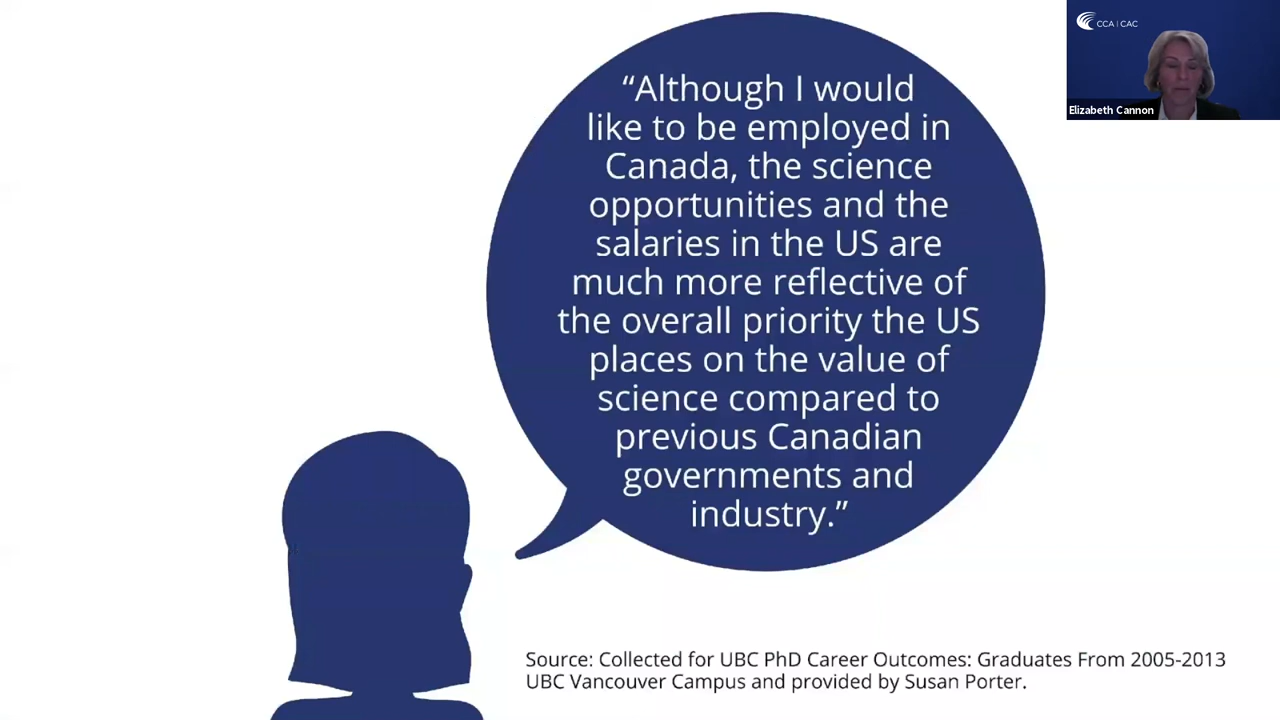 “Although I would
like to be employed in
Canada, the science
opportunities and the
salaries in the US are
much more reflective of
the overall priority the US
places on the value of
science compared to
previous Canadian
governments and
industry.”
CCA | CAC
Elizabeth Cannon
Source: Collected for UBC PhD Career Outcomes: Graduates From 2005-2013
UBC Vancouver Campus and provided by Susan Porter.